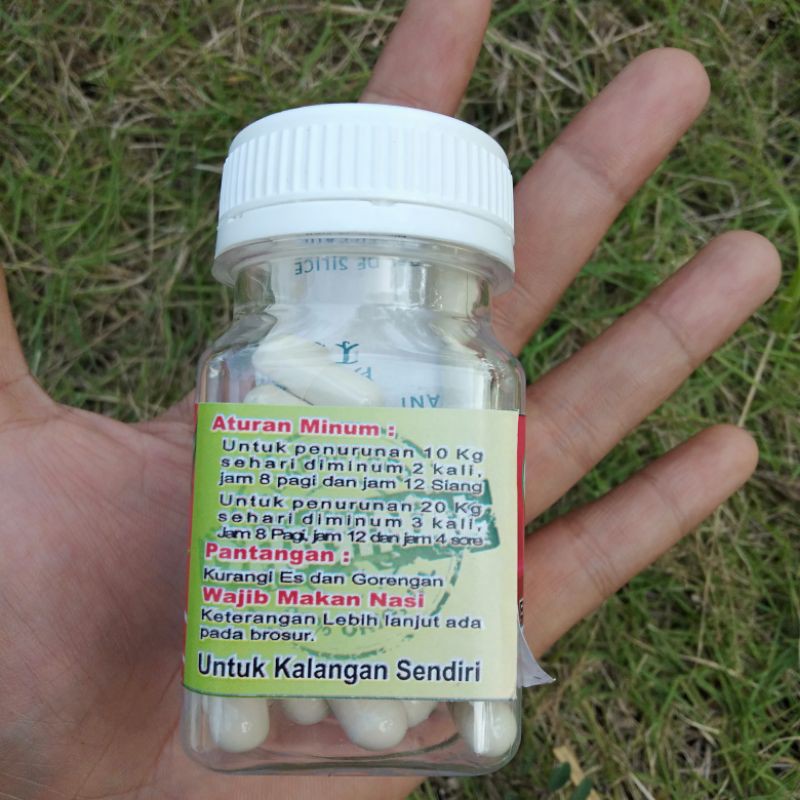 Aturan Minum :
Untuk penurunan 10 Kg
sehari diminum 2 kali,
jam 8 pagi dan jam 12 Siang
Untuk penurunan 20 Kg
sehari diminum 3 kali,
Jam 8 Pagi, jam 12 dan jam 4 sore
Pantangan :
Kurangi Es dan Gorengan
Wajib Makan Nasi
Keterangan Lebih lanjut ada
pada brosur.
Untuk Kalangan Sendiri